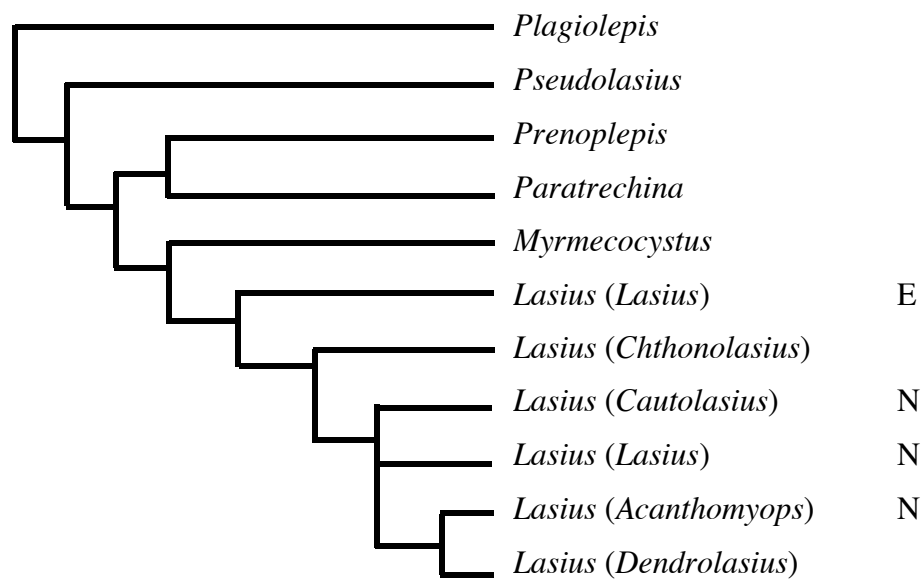 Plagiolepis
Pseudolasius
Prenoplepis
Paratrechina
Myrmecocystus
Lasius (Lasius) E
Lasius (Chthonolasius)
Lasius (Cautolasius) N
Lasius (Lasius) N
Lasius (Acanthomyops) N
Lasius (Dendrolasius)